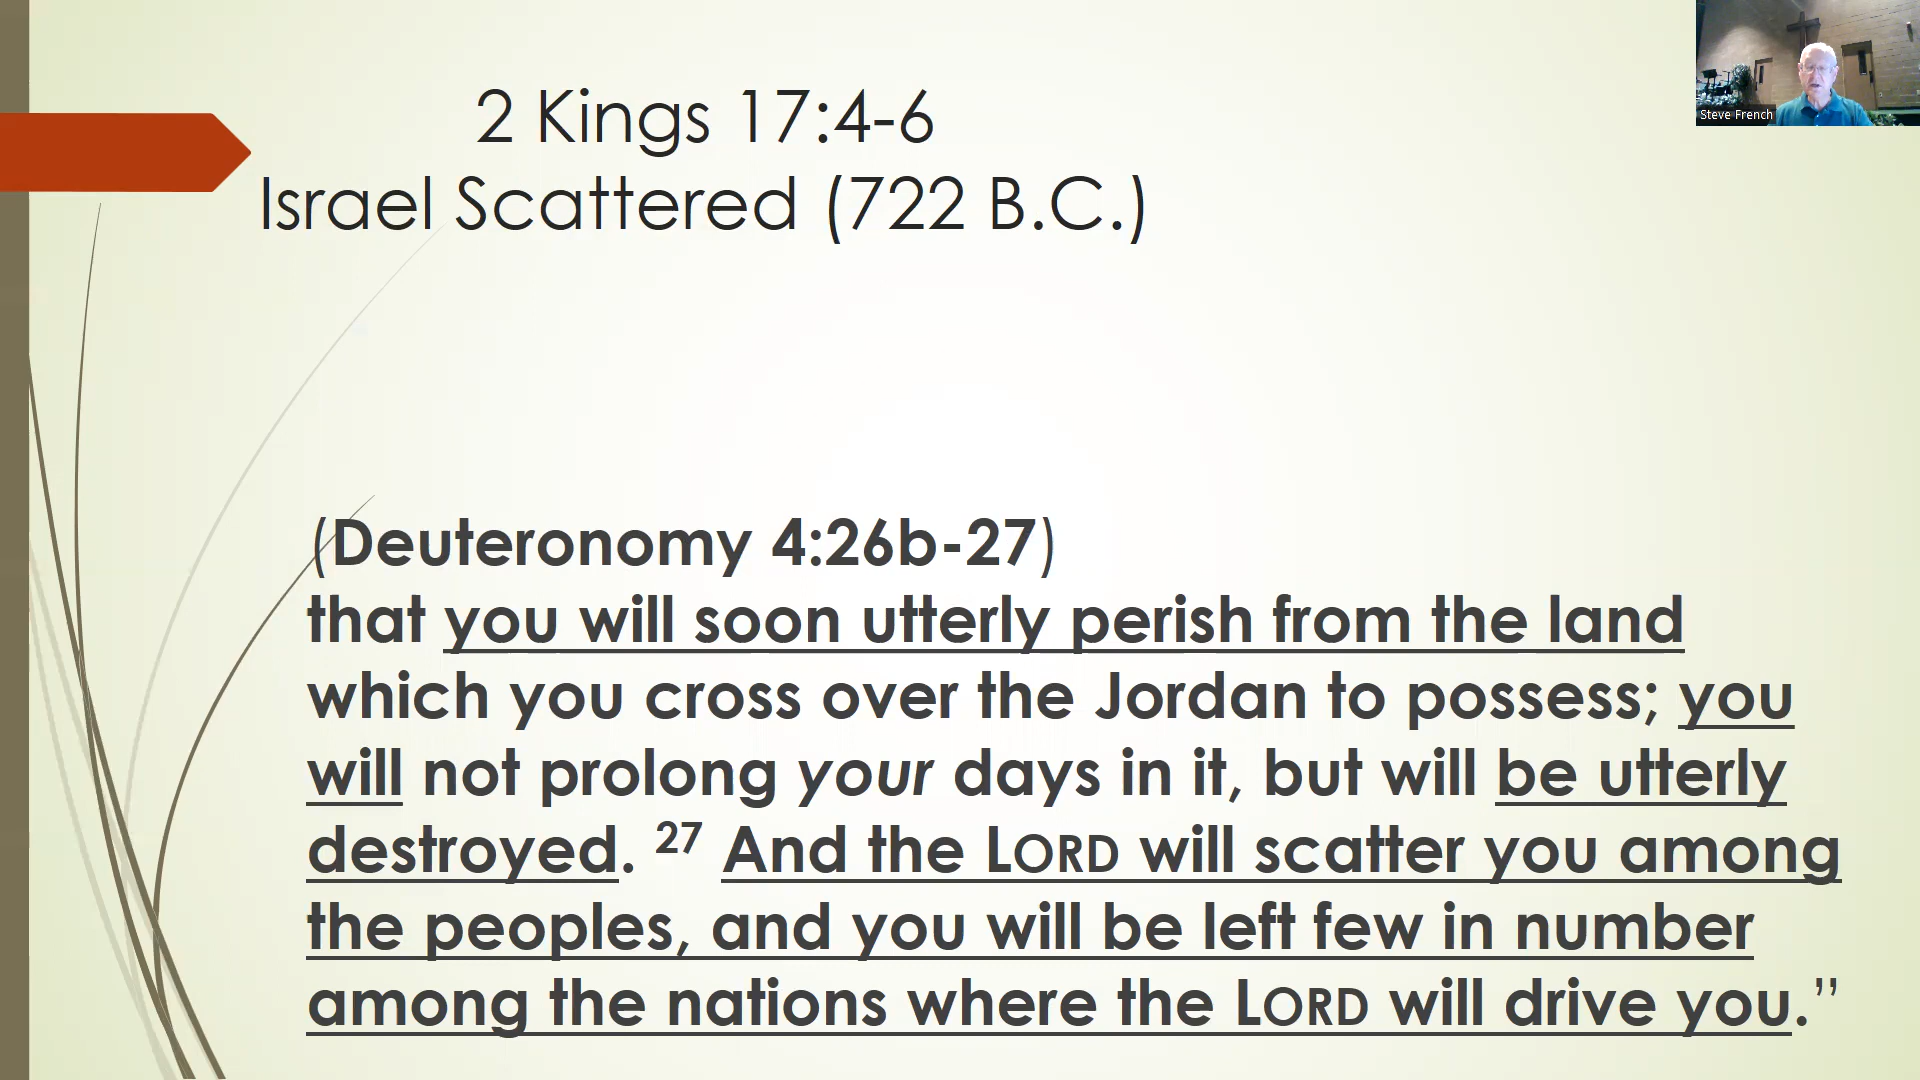 2 Kings 17:4-6
Israel Scattered (722 B.C.)
Steve French
(Deuteronomy 4:26b-27)
that you will soon utterly perish from the land
which you cross over the Jordan to possess; you
will not prolong your days in it, but will be utterly
destroyed. 27 And the LORD will scatter you among
the peoples, and you will be left few in number
among the nations where the LORD will drive you.”